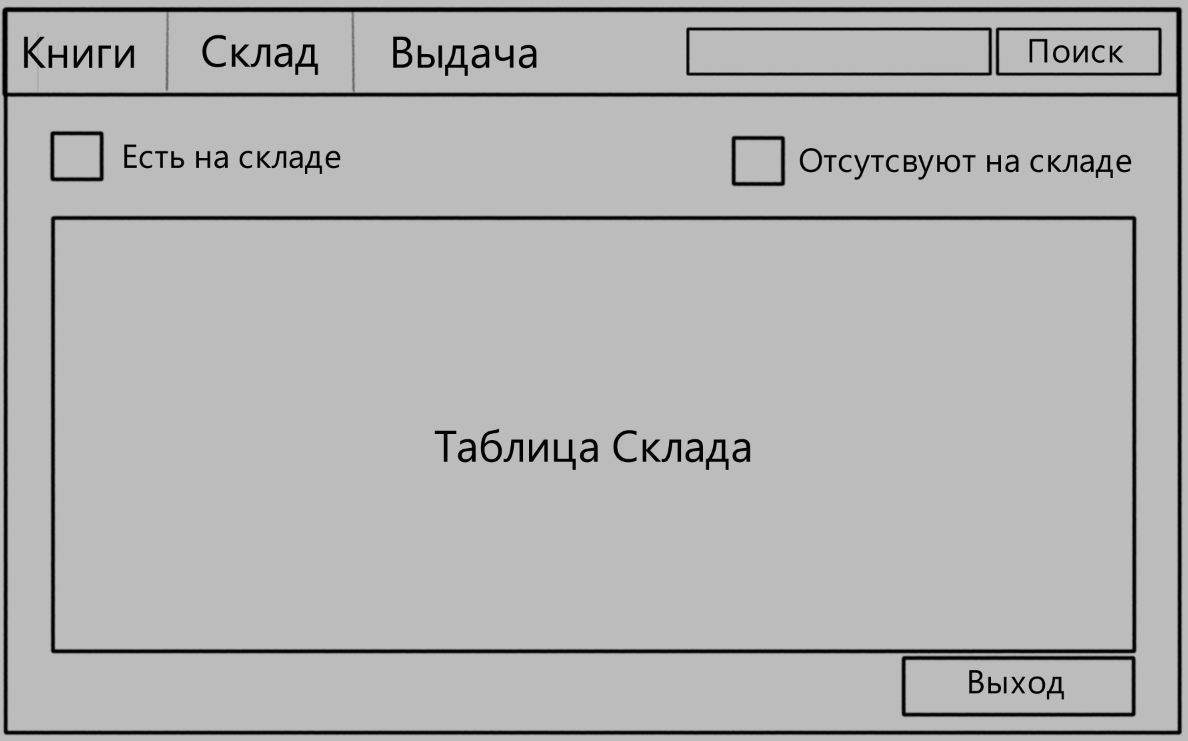 Книги Склад Выдача Поиск
Есть на складе Отсутсвуют на складе
Таблица Склада
Выход